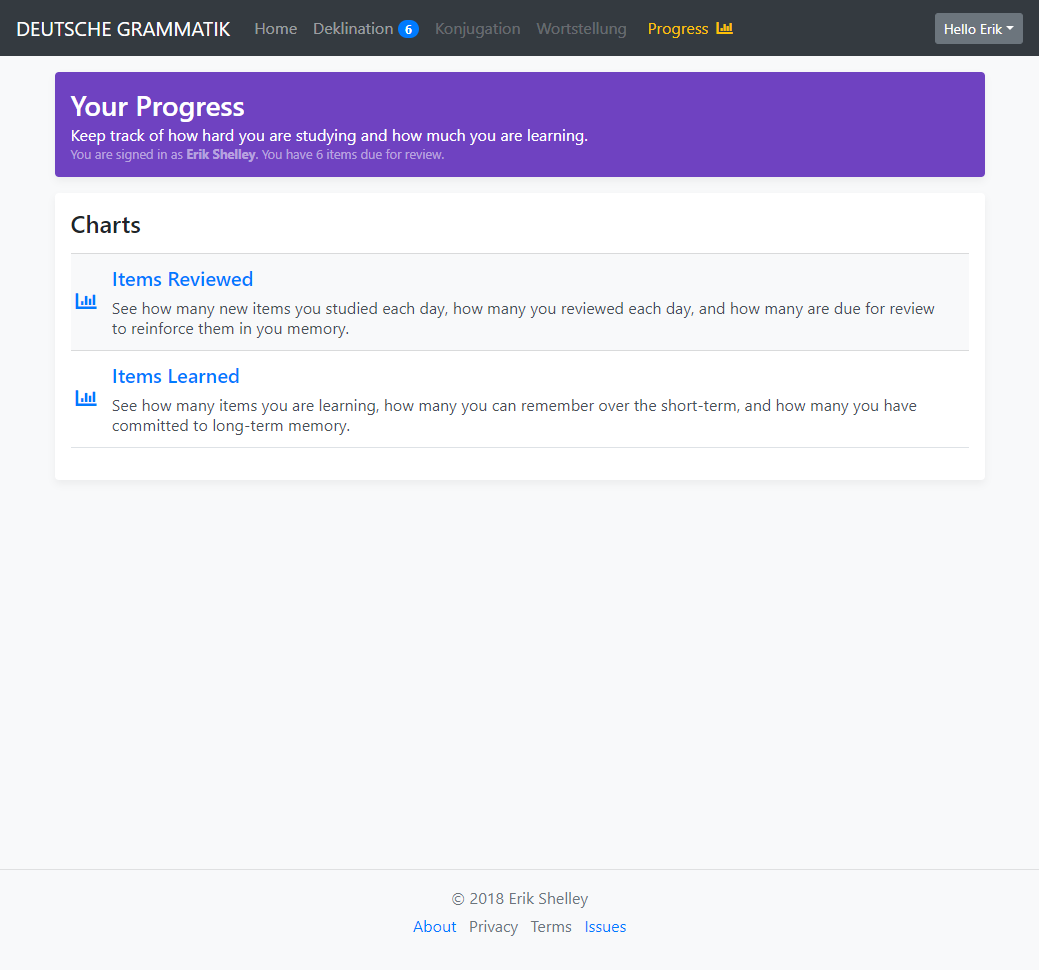 DEUTSCHE GRAMMATIK Home Deklination 6 Konjugation Wortstellung Progress Hello Erik
Your Progress
Keep track of how hard you are studying and how much you are learning.
You are signed in as Erik Shelley. You have 6 items due for review.
Charts
Items Reviewed
See how many new items you studied each day, how many you reviewed each day, and how many are due for review
to reinforce them in you memory.
Items Learned
See how many items you are learning, how many you can remember over the short-term, and how many you have
committed to long-term memory.
© 2018 Erik Shelley
About Privacy Terms Issues